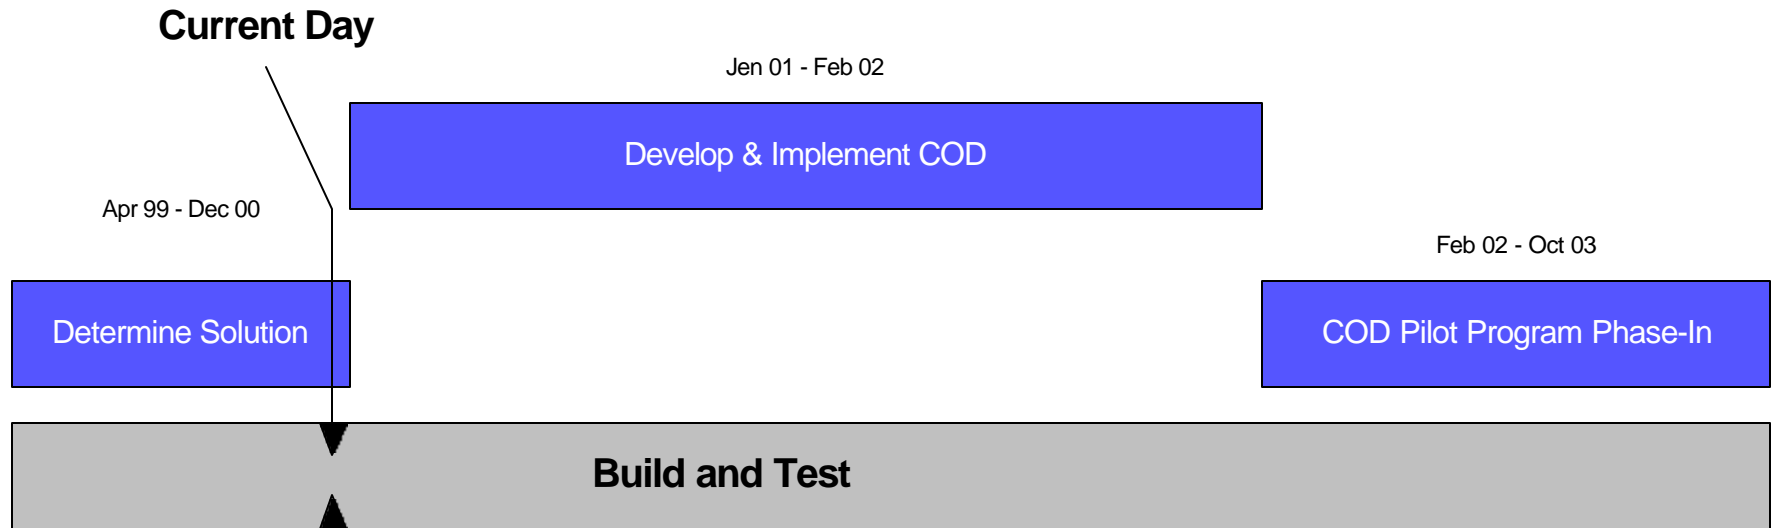 Current Day
Jen 01 - Feb 02
Develop & Implement COD
Apr 99 - Dec 00
Feb 02 - Oct 03
Determine Solution
COD Pilot Program Phase-In
Build and Test